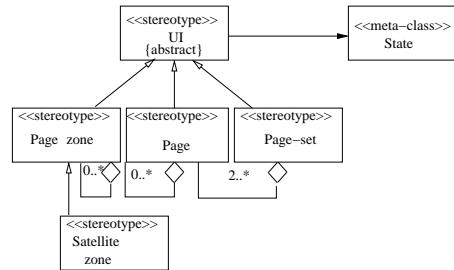 <<stereotype>>
UI
{abstract}
<<meta-class>>
State
<<stereotype>>
Page zone
<<stereotype>>
Page
<<stereotype>>
Page-set
0..*
0..*
2..*
<<stereotype>>
Satellite
zone